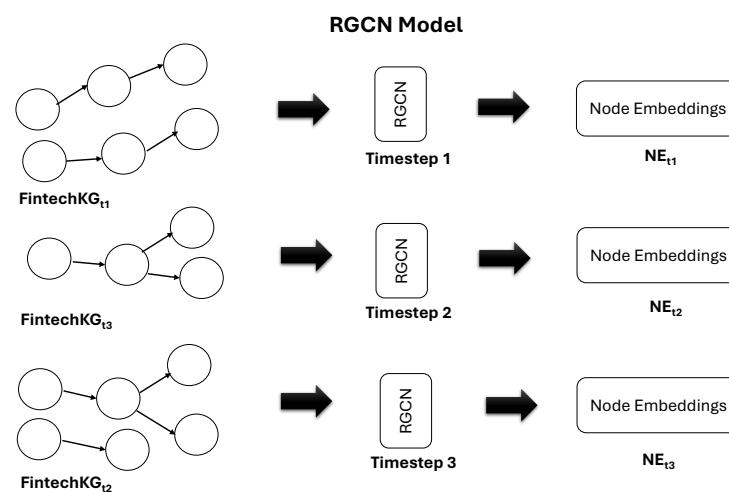 RGCN Model
RGCN
Node Embeddings
Timestep 1
NEt1
FintechKGt1
RGCN
Node Embeddings
Timestep 2
NEt2
FintechKGt3
RGCN
Node Embeddings
Timestep 3
NEt3
FintechKGt2